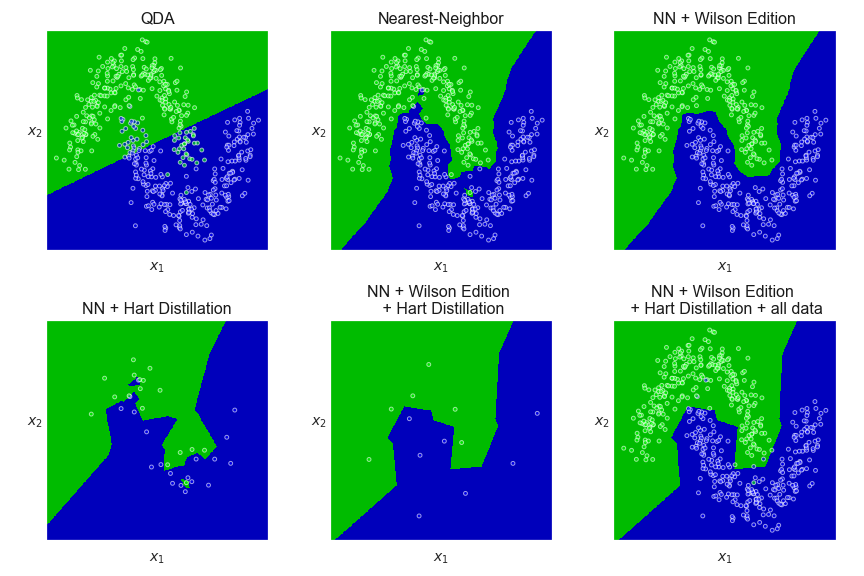 QDA
Nearest-Neighbor
NN + Wilson Edition
x₂
x₂
x₂
x₁
x₁
x₁
NN + Hart Distillation
NN + Wilson Edition
+ Hart Distillation
NN + Wilson Edition
+ Hart Distillation + all data
x₂
x₂
x₂
x₁
x₁
x₁